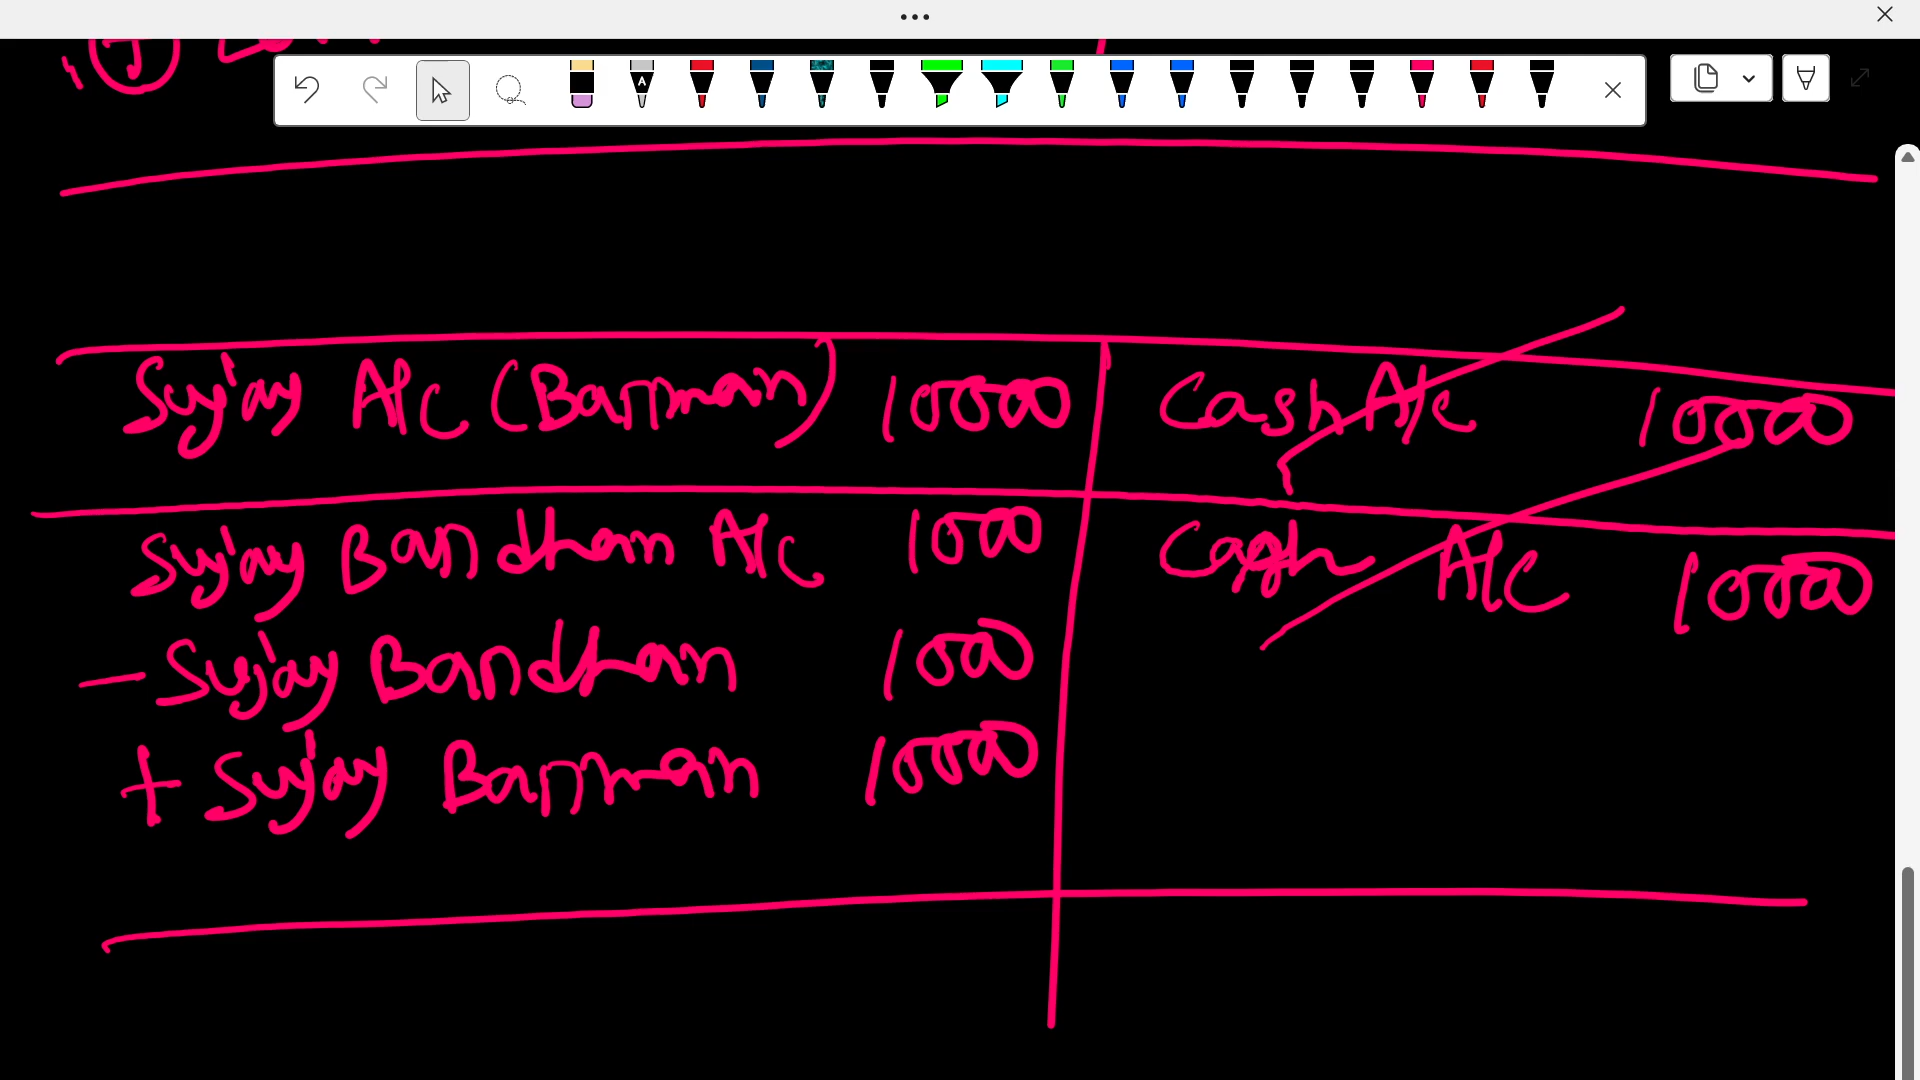 Sujay A/c (Barman) 10000 Cash A/c 10000
Sujay Bandhan A/c 1000 Cash A/c 10000
- Sujay Bandhan 1000
+ Sujay Barman 10000